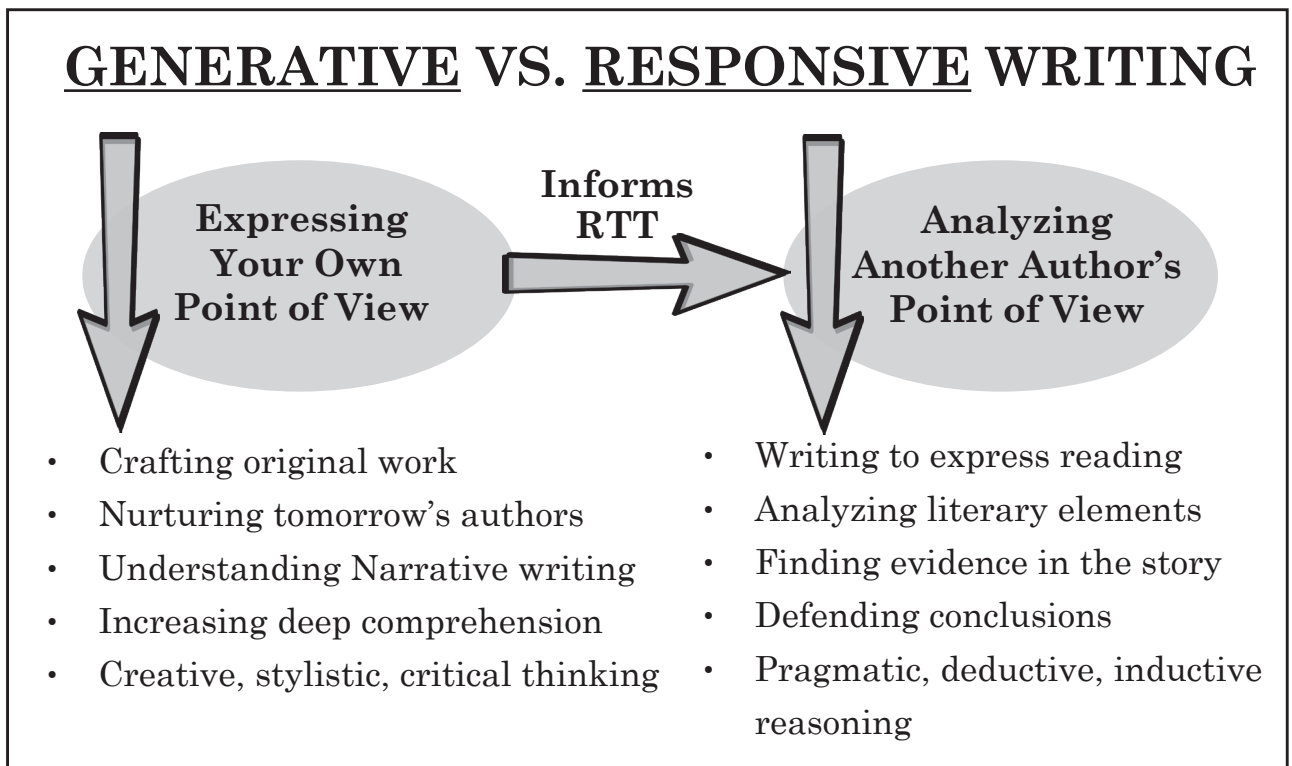 GENERATIVE VS. RESPONSIVE WRITING
Expressing
Your Own
Point of View
Informs
RTT
Analyzing
Another Author's
Point of View
• Crafting original work
• Nurturing tomorrow's authors
• Understanding Narrative writing
• Increasing deep comprehension
• Creative, stylistic, critical thinking
• Writing to express reading
• Analyzing literary elements
• Finding evidence in the story
• Defending conclusions
• Pragmatic, deductive, inductive
reasoning